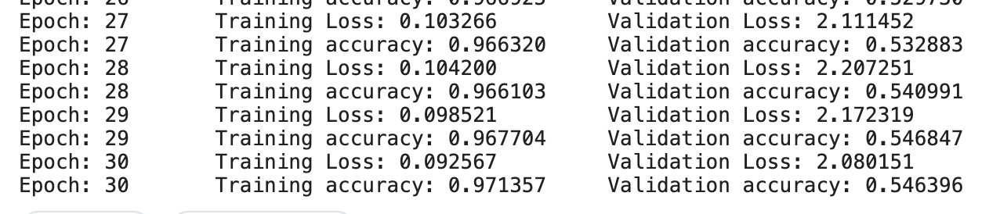 Epoch: 26 Training accuracy: 0.966925 Validation accuracy: 0.529730
Epoch: 27 Training Loss: 0.103266 Validation Loss: 2.111452
Epoch: 27 Training accuracy: 0.966320 Validation accuracy: 0.532883
Epoch: 28 Training Loss: 0.104200 Validation Loss: 2.207251
Epoch: 28 Training accuracy: 0.966103 Validation accuracy: 0.540991
Epoch: 29 Training Loss: 0.098521 Validation Loss: 2.172319
Epoch: 29 Training accuracy: 0.967704 Validation accuracy: 0.546847
Epoch: 30 Training Loss: 0.092567 Validation Loss: 2.080151
Epoch: 30 Training accuracy: 0.971357 Validation accuracy: 0.546396